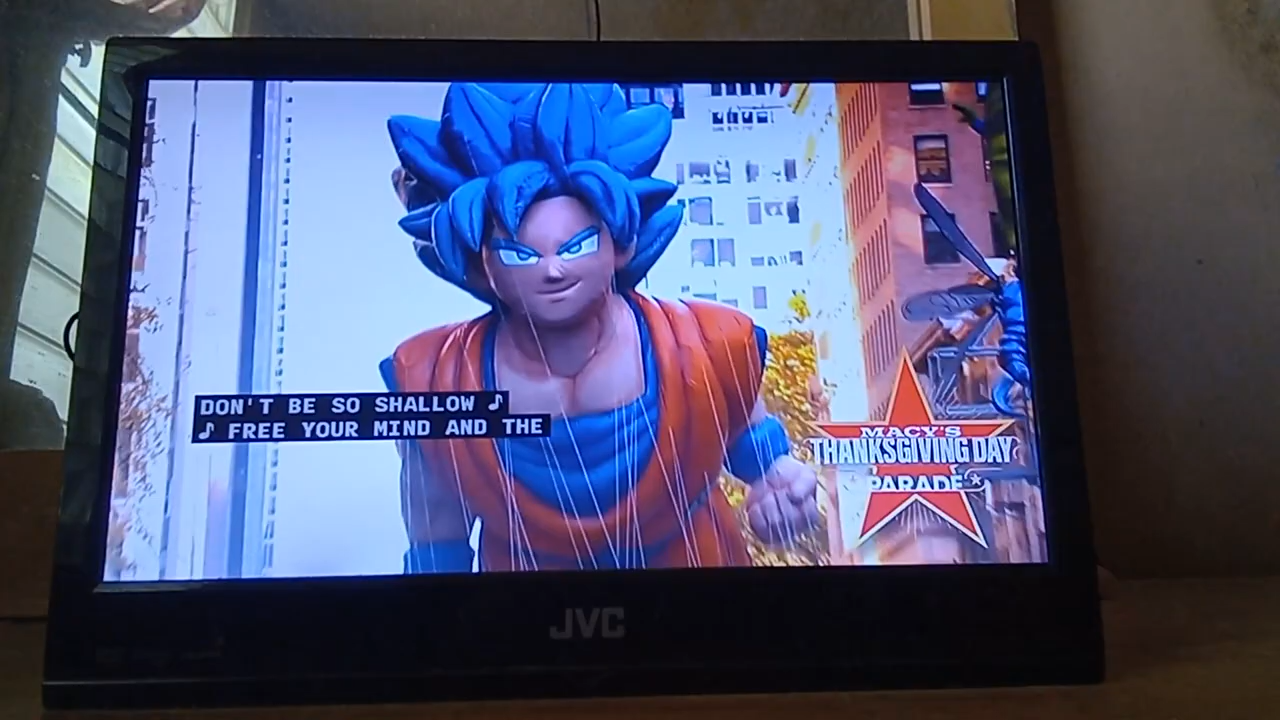 DON'T BE SO SHALLOW ♪
♪ FREE YOUR MIND AND THE
MACY'S
THANKSGIVING DAY
PARADE
JVC